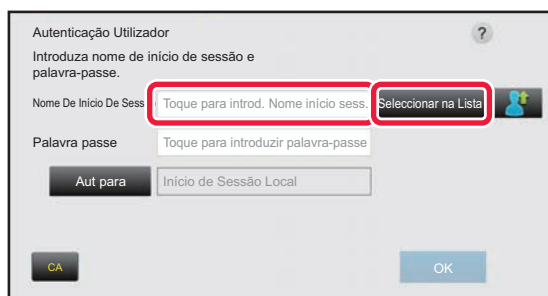 Autenticação Utilizador
?
Introduza nome de início de sessão e
palavra-passe.
Nome De Início De Sess
Toque para introd. Nome início sess.
Seleccionar na Lista
Palavra passe
Toque para introduzir palavra-passe
Aut para
Início de Sessão Local
CA
OK